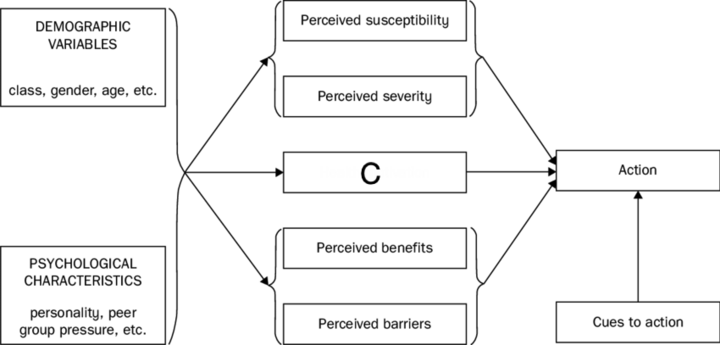 DEMOGRAPHIC
VARIABLES
class, gender, age, etc.
PSYCHOLOGICAL
CHARACTERISTICS
personality, peer
group pressure, etc.
Perceived susceptibility
Perceived severity
C
Perceived benefits
Perceived barriers
Action
Cues to action